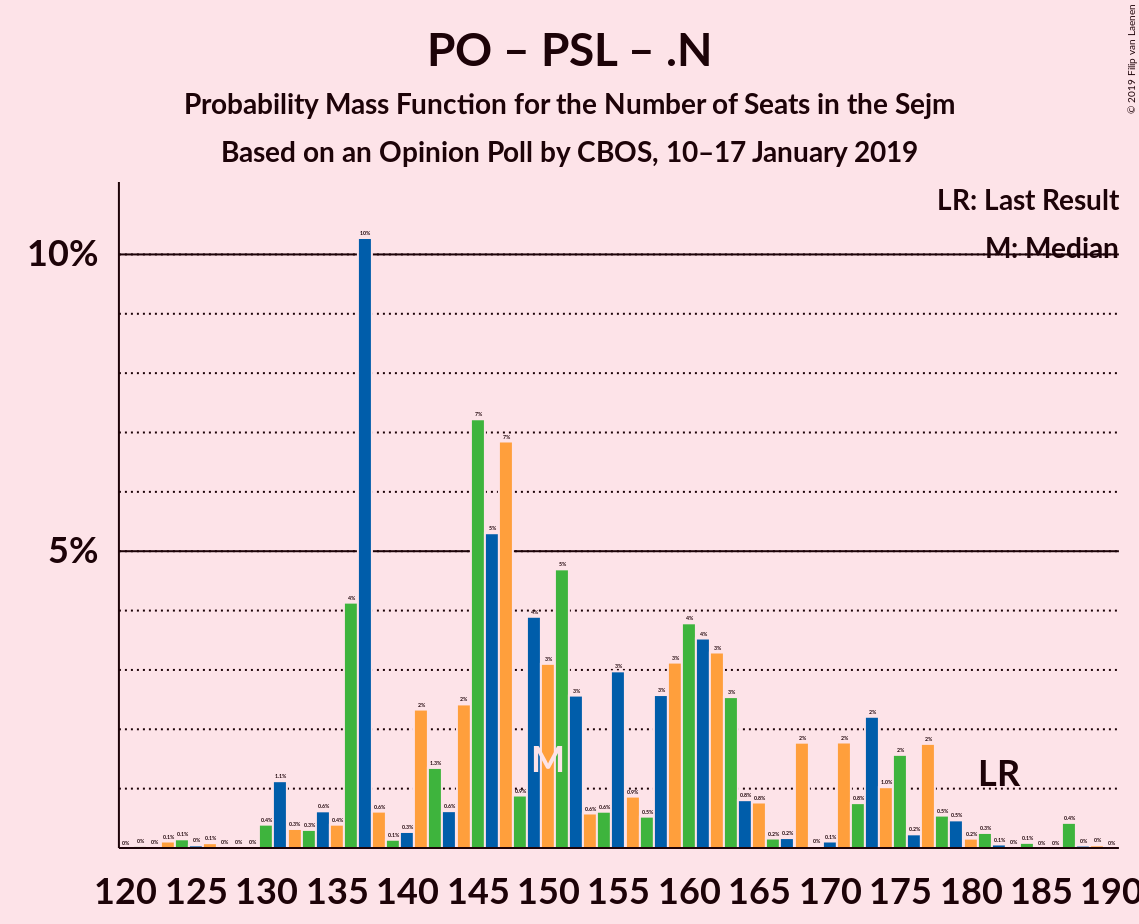 PO – PSL – .N
Probability Mass Function for the Number of Seats in the Sejm
Based on an Opinion Poll by CBOS, 10–17 January 2019
© 2019 Filip van Laenen
LR: Last Result
M: Median
10%
5%
0% 0% 0% 0.1% 0.1% 0% 0.1% 0% 0% 0% 0.4% 1.1% 0.3% 0.3% 0.6% 0.4% 4% 10% 0.6% 0.1% 0.3% 2% 1.3% 0.6% 2% 7% 5% 7% 0.9% 4% 3% 5% 3% 0.6% 0.6% 3% 0.9% 0.5% 3% 3% 4% 4% 3% 3% 0.8% 0.8% 0.2% 0.2% 2% 0% 0.1% 2% 0.8% 2% 1.0% 2% 0.2% 2% 0.5% 0.5% 0.2% 0.3% 0.1% 0% 0.1% 0% 0% 0.4% 0% 0% 0%
M
LR
120 125 130 135 140 145 150 155 160 165 170 175 180 185 190